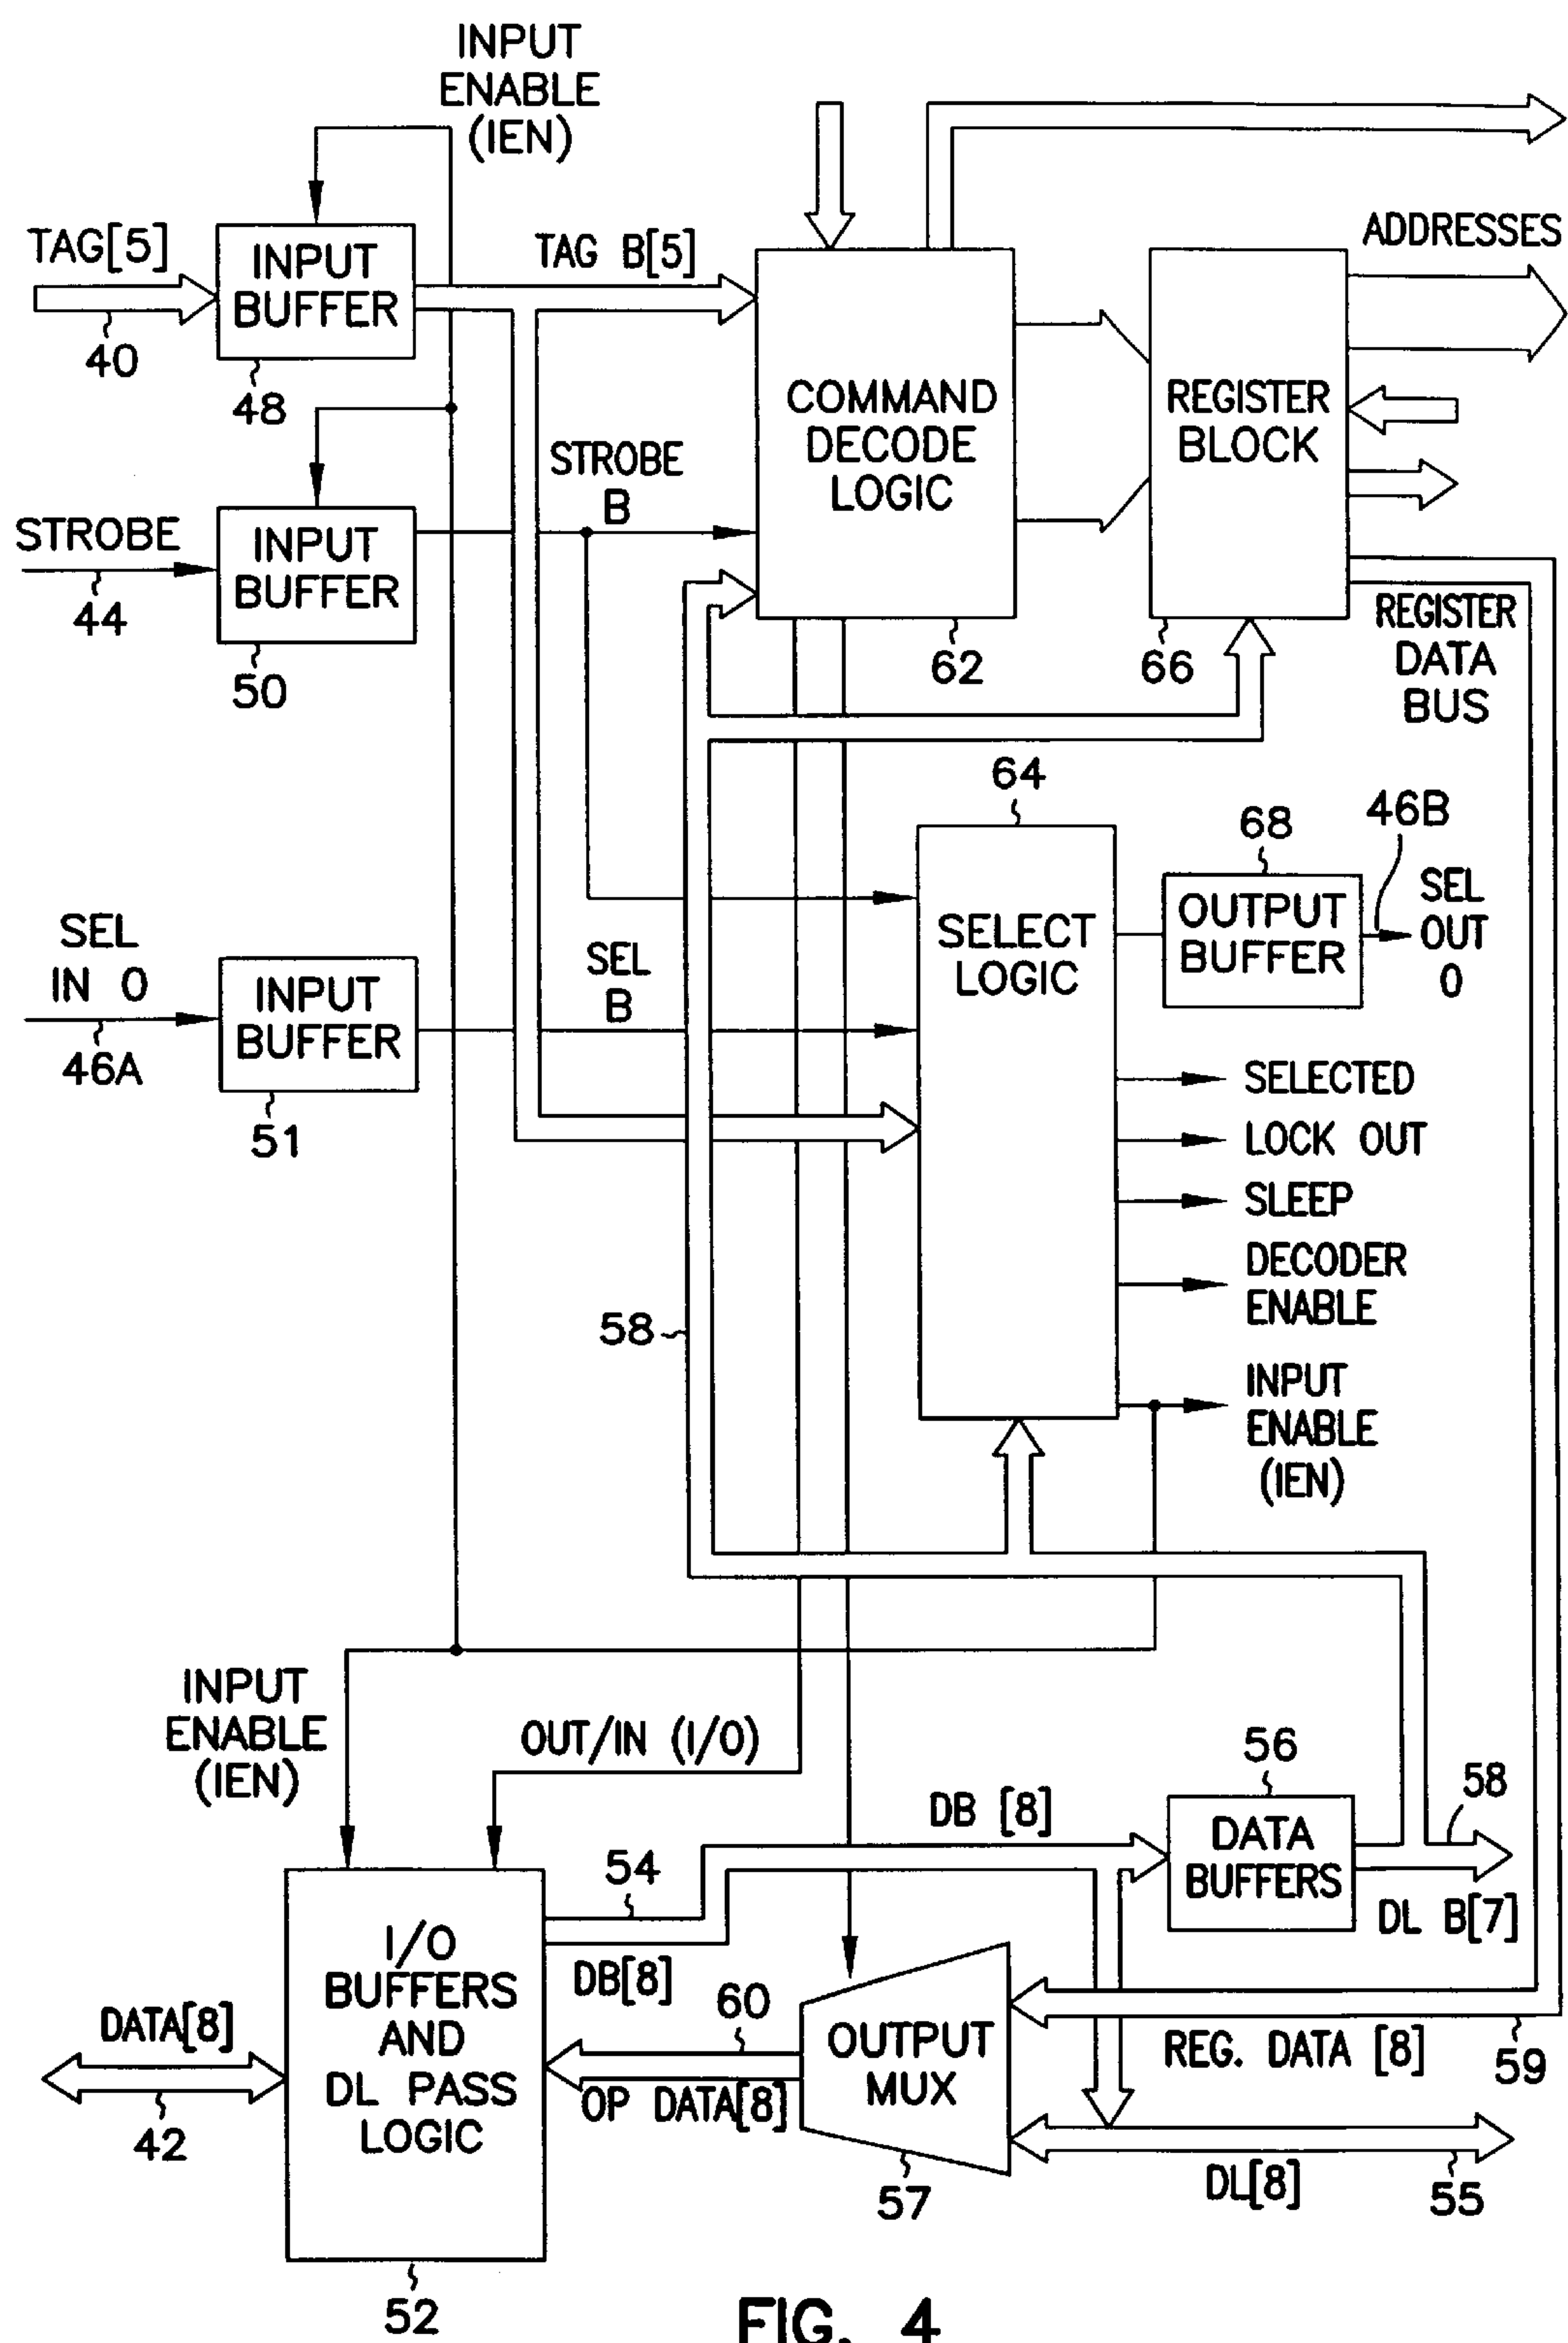 INPUT
ENABLE
(IEN)
TAG[5]
40
INPUT
BUFFER
48
TAG B[5]
COMMAND
DECODE
LOGIC
62
REGISTER
BLOCK
66
ADDRESSES
REGISTER
DATA
BUS
STROBE
44
INPUT
BUFFER
50
STROBE
B
64
SELECT
LOGIC
68
OUTPUT
BUFFER
46B
SEL
OUT
0
SEL
IN 0
46A
INPUT
BUFFER
51
SEL
B
SELECTED
LOCK OUT
SLEEP
DECODER
ENABLE
INPUT
ENABLE
(IEN)
58
INPUT
ENABLE
(IEN)
OUT/IN (I/O)
DB [8]
56
DATA
BUFFERS
58
DL B[7]
54
DB[8]
I/O
BUFFERS
AND
DL PASS
LOGIC
52
DATA[8]
42
60
OP DATA[8]
OUTPUT
MUX
57
REG. DATA [8]
59
DL[8]
55
FIG. 4